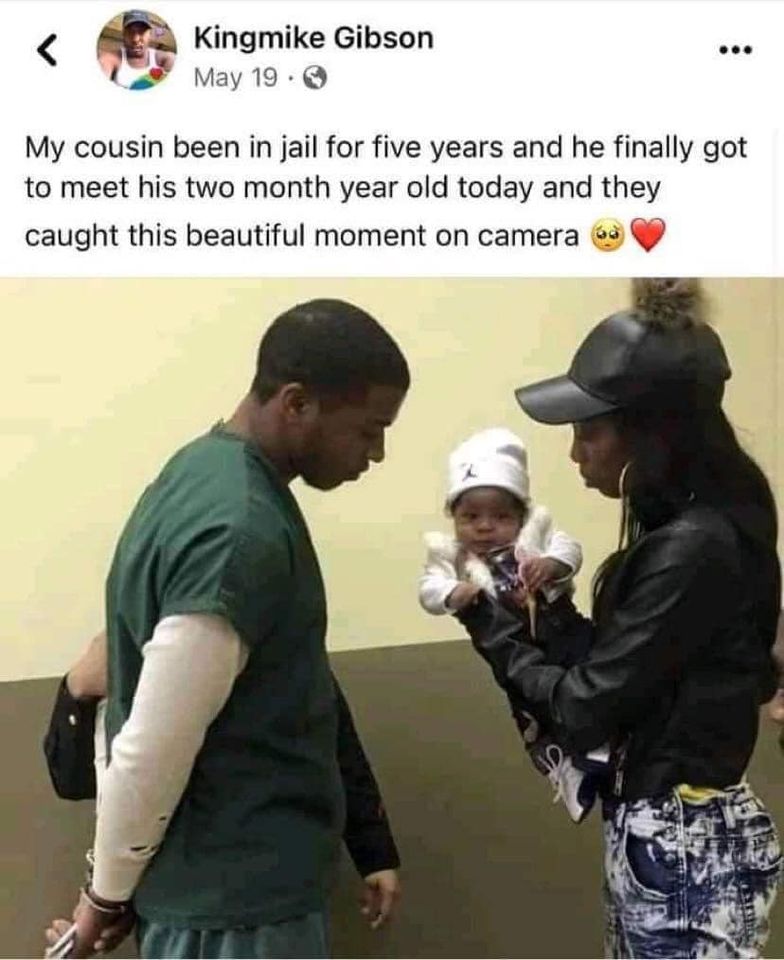 Kingmike Gibson
May 19 ·
My cousin been in jail for five years and he finally got
to meet his two month year old today and they
caught this beautiful moment on camera 🥺❤️